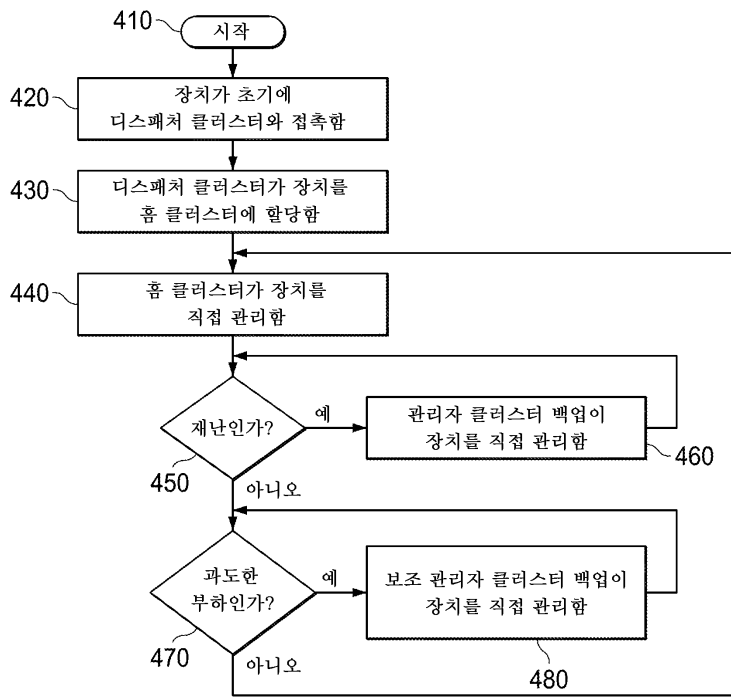 410
시작
420
장치가 초기에
디스패처 클러스터와 접촉함
430
디스패처 클러스터가 장치를
홈 클러스터에 할당함
440
홈 클러스터가 장치를
직접 관리함
재난인가?
450
예
관리자 클러스터 백업이
장치를 직접 관리함
460
아니오
과도한
부하인가?
470
예
보조 관리자 클러스터 백업이
장치를 직접 관리함
480
아니오